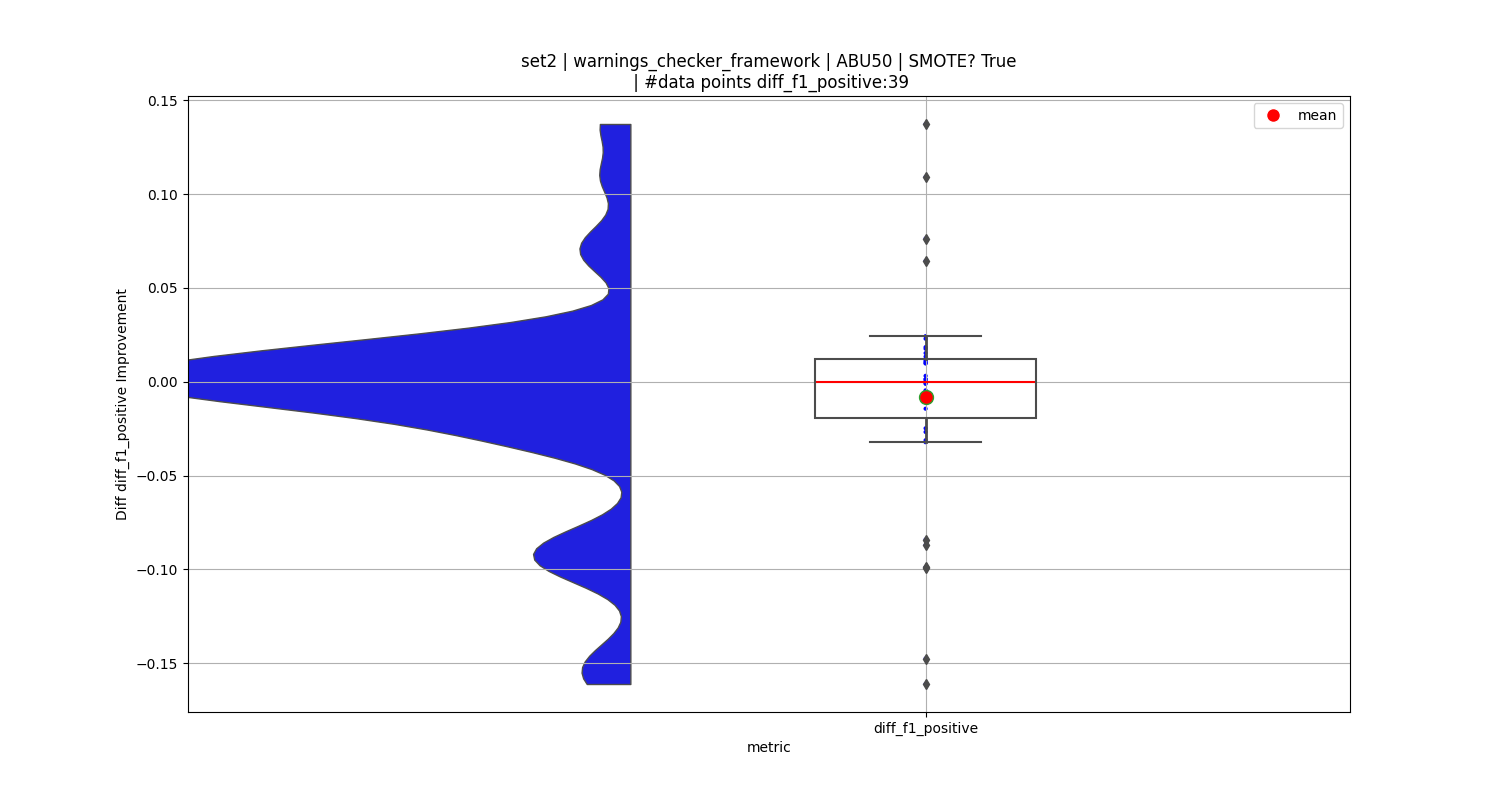 set2 | warnings_checker_framework | ABU50 | SMOTE? True
| #data points diff_f1_positive:39
mean
0.15
0.10
0.05
0.00
−0.05
−0.10
−0.15
Diff diff_f1_positive Improvement
diff_f1_positive
metric